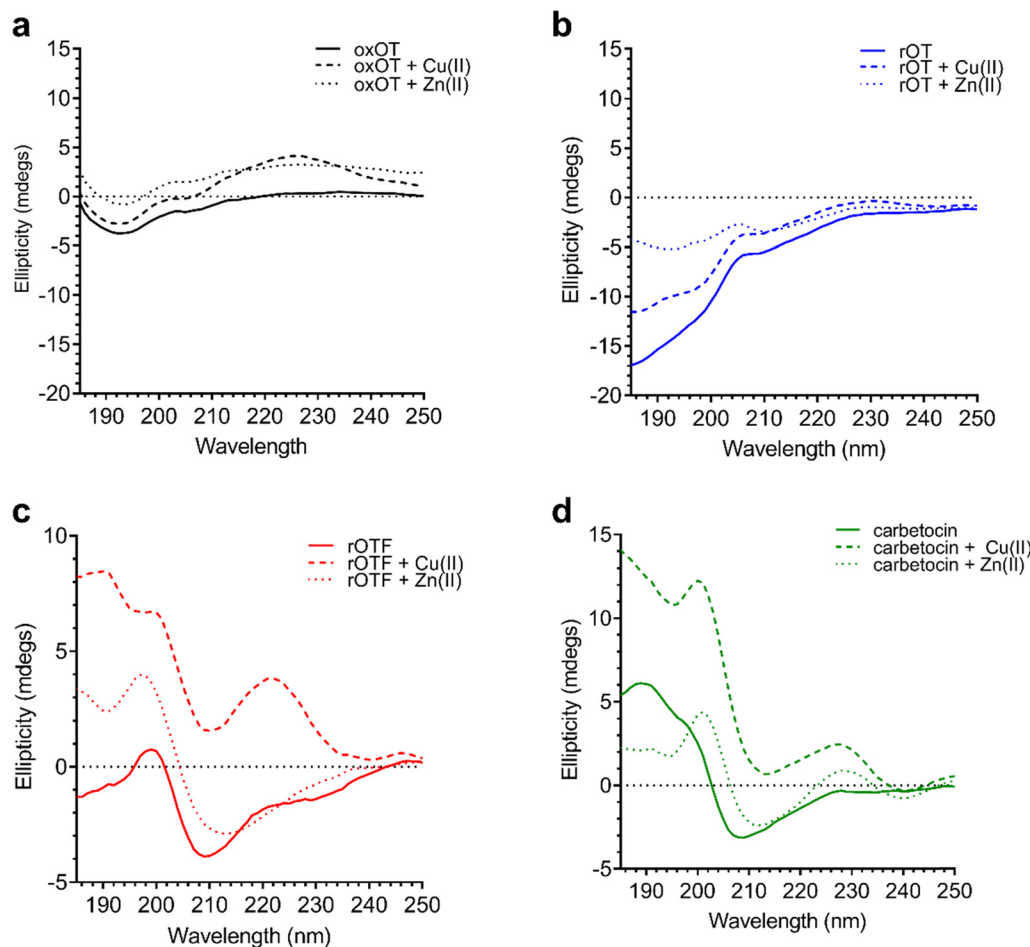 a
oxOT
oxOT + Cu(II)
oxOT + Zn(II)
Ellipticity (mdegs)
15
10
5
0
-5
-10
-15
-20
190 200 210 220 230 240 250
Wavelength
b
rOT
rOT + Cu(II)
rOT + Zn(II)
Ellipticity (mdegs)
15
10
5
0
-5
-10
-15
-20
190 200 210 220 230 240 250
Wavelength (nm)
c
rOTF
rOTF + Cu(II)
rOTF + Zn(II)
Ellipticity (mdegs)
10
5
0
-5
190 200 210 220 230 240 250
Wavelength (nm)
d
carbetocin
carbetocin + Cu(II)
carbetocin + Zn(II)
Ellipticity (mdegs)
15
10
5
0
-5
190 200 210 220 230 240 250
Wavelength (nm)